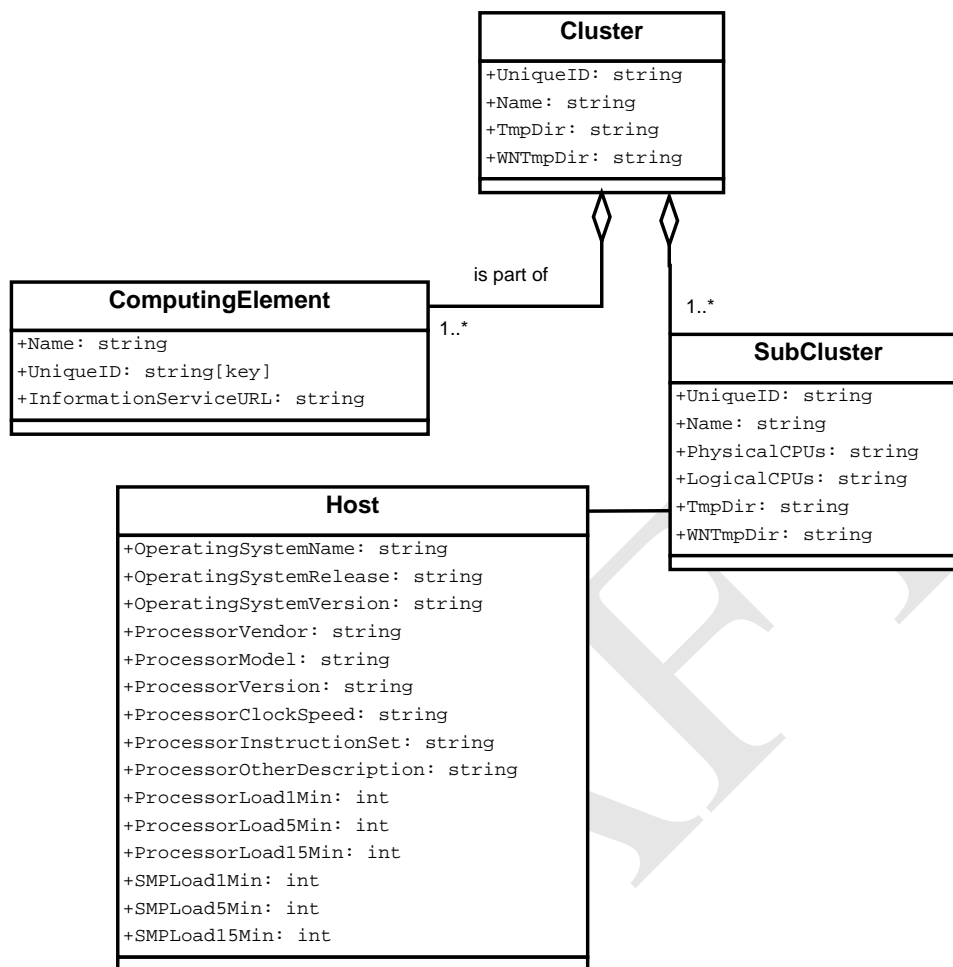 Cluster
+UniqueID: string
+Name: string
+TmpDir: string
+WNTmpDir: string
is part of
1..*
1..*
ComputingElement
+Name: string
+UniqueID: string[key]
+InformationServiceURL: string
SubCluster
+UniqueID: string
+Name: string
+PhysicalCPUs: string
+LogicalCPUs: string
+TmpDir: string
+WNTmpDir: string
Host
+OperatingSystemName: string
+OperatingSystemRelease: string
+OperatingSystemVersion: string
+ProcessorVendor: string
+ProcessorModel: string
+ProcessorVersion: string
+ProcessorClockSpeed: string
+ProcessorInstructionSet: string
+ProcessorOtherDescription: string
+ProcessorLoad1Min: int
+ProcessorLoad5Min: int
+ProcessorLoad15Min: int
+SMPLoad1Min: int
+SMPLoad5Min: int
+SMPLoad15Min: int